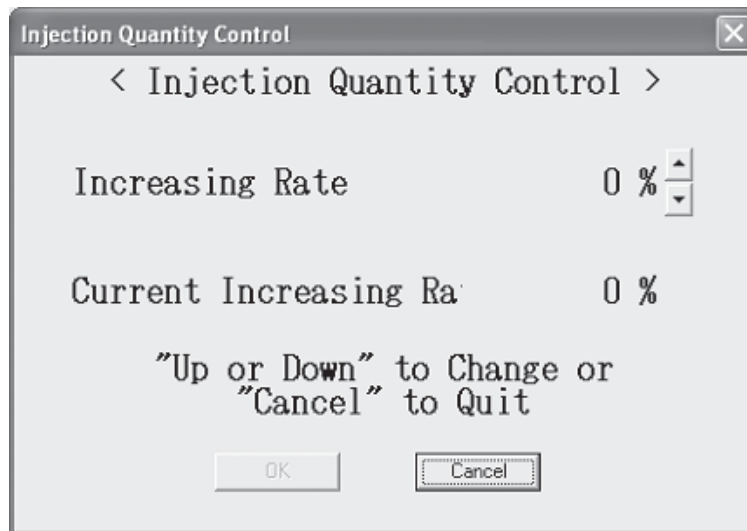 Injection Quantity Control
< Injection Quantity Control >
Increasing Rate 0 %
Current Increasing Ra 0 %
"Up or Down" to Change or
"Cancel" to Quit
OK Cancel